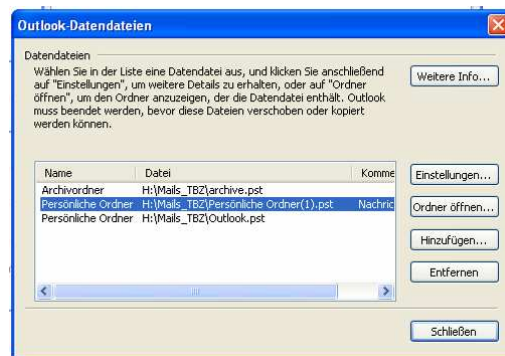 Outlook-Datendateien
Datendateien
Wählen Sie in der Liste eine Datendatei aus, und klicken Sie anschließend
auf "Einstellungen", um weitere Details zu erhalten, oder auf "Ordner
öffnen", um den Ordner anzuzeigen, der die Datendatei enthält. Outlook
muss beendet werden, bevor diese Dateien verschoben oder kopiert
werden können.
Weitere Info...
Name Datei Komme
Archivordner H:\Mails_TBZ\archive.pst
Persönliche Ordner H:\Mails_TBZ\Persönliche Ordner(1).pst Nachric
Persönliche Ordner H:\Mails_TBZ\Outlook.pst
Einstellungen...
Ordner öffnen...
Hinzufügen...
Entfernen
Schließen